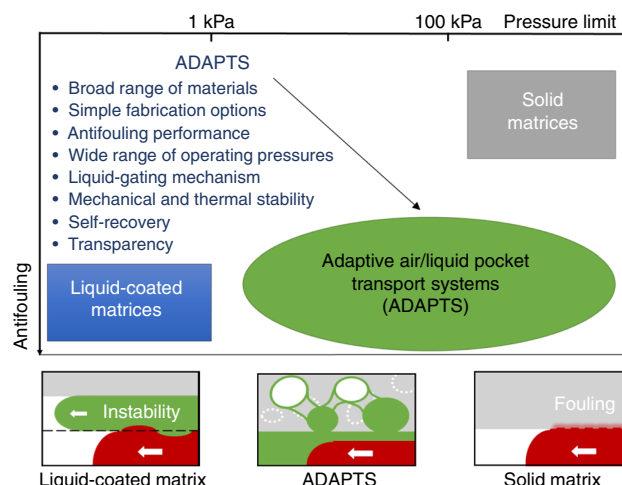 1 kPa 100 kPa Pressure limit
ADAPTS
• Broad range of materials
• Simple fabrication options
• Antifouling performance
• Wide range of operating pressures
• Liquid-gating mechanism
• Mechanical and thermal stability
• Self-recovery
• Transparency
Solid
matrices
Antifouling
Liquid-coated
matrices
Adaptive air/liquid pocket
transport systems
(ADAPTS)
Instability
Fouling
Liquid-coated matrix ADAPTS Solid matrix